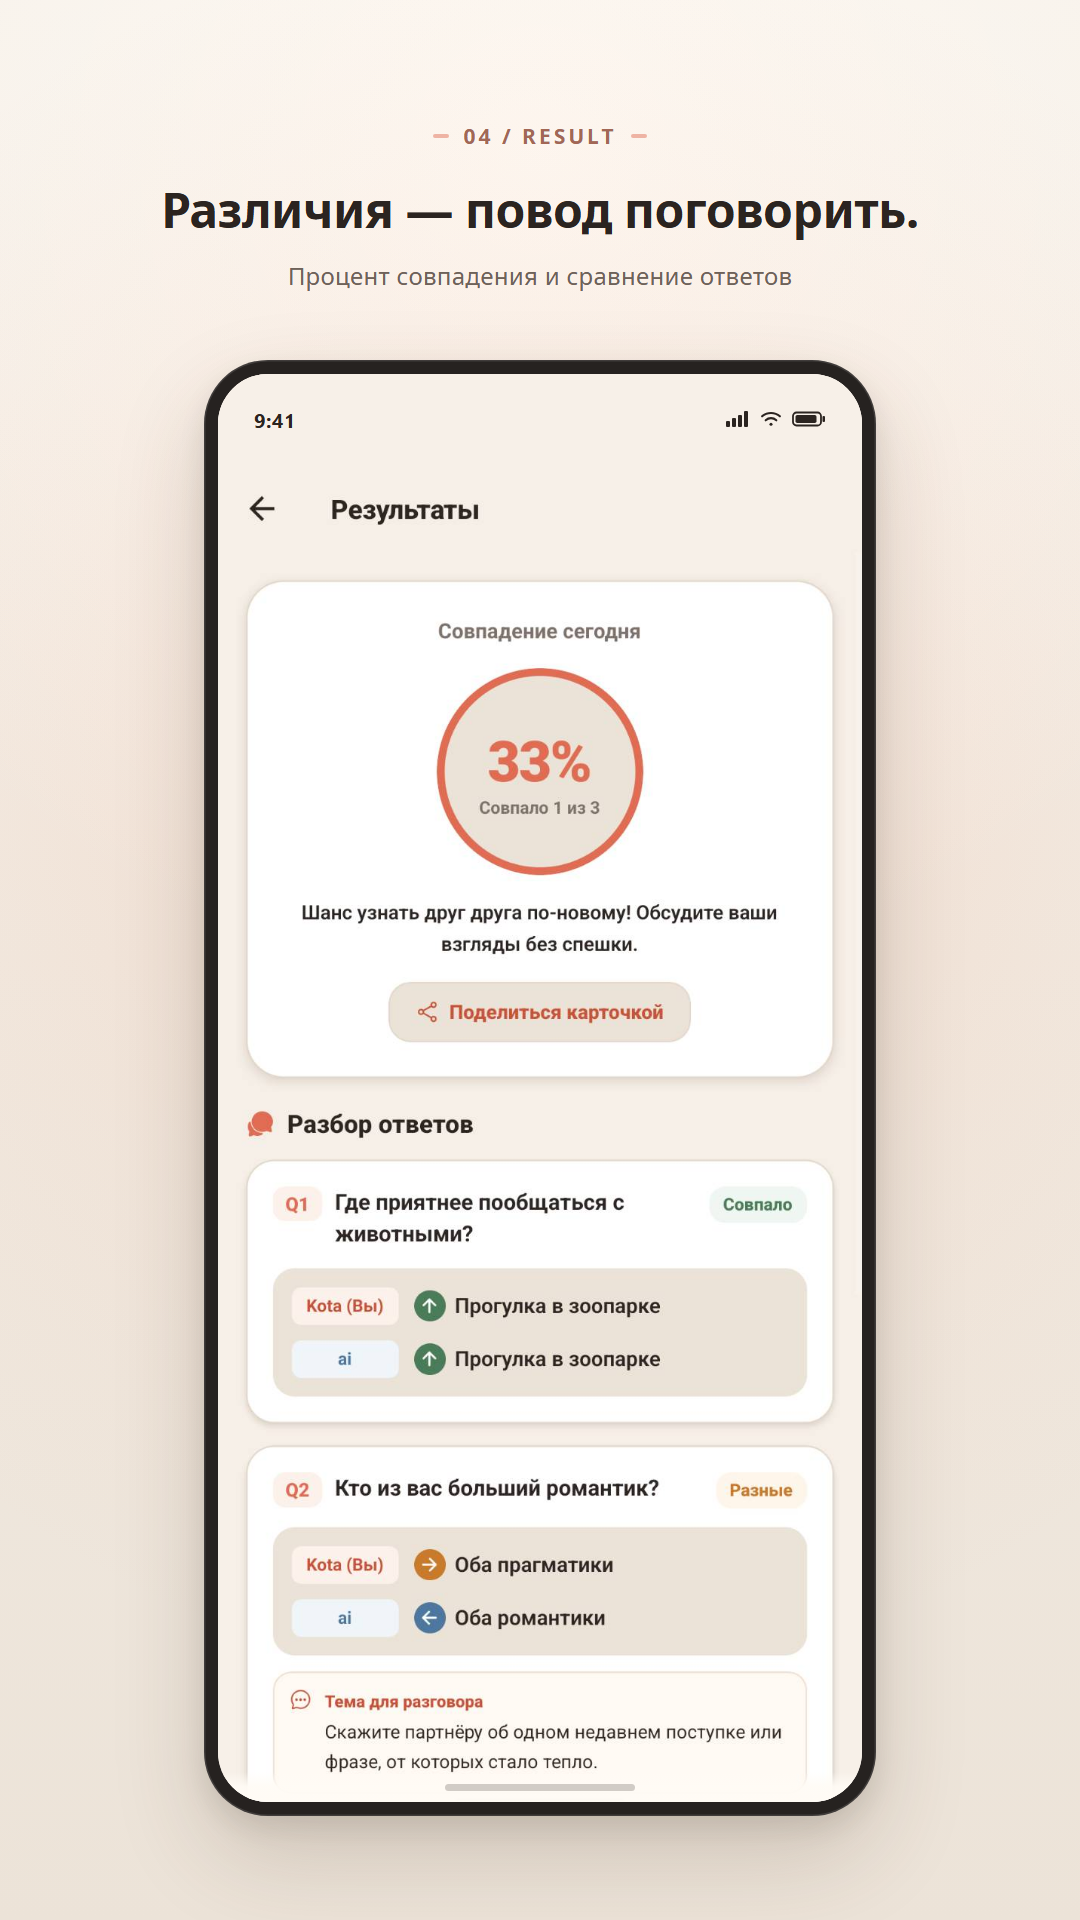 04 / RESULT
Различия — повод поговорить.
Процент совпадения и сравнение ответов
9:41
Результаты
Совпадение сегодня
33%
Совпало 1 из 3
Шанс узнать друг друга по-новому! Обсудите ваши
взгляды без спешки.
Поделиться карточкой
Разбор ответов
Q1 Где приятнее пообщаться с
животными?
Совпало
Kota (Вы) Прогулка в зоопарке
ai Прогулка в зоопарке
Q2 Кто из вас больший романтик? Разные
Kota (Вы) Оба прагматики
ai Оба романтики
Тема для разговора
Скажите партнёру об одном недавнем поступке или
фразе, от которых стало тепло.